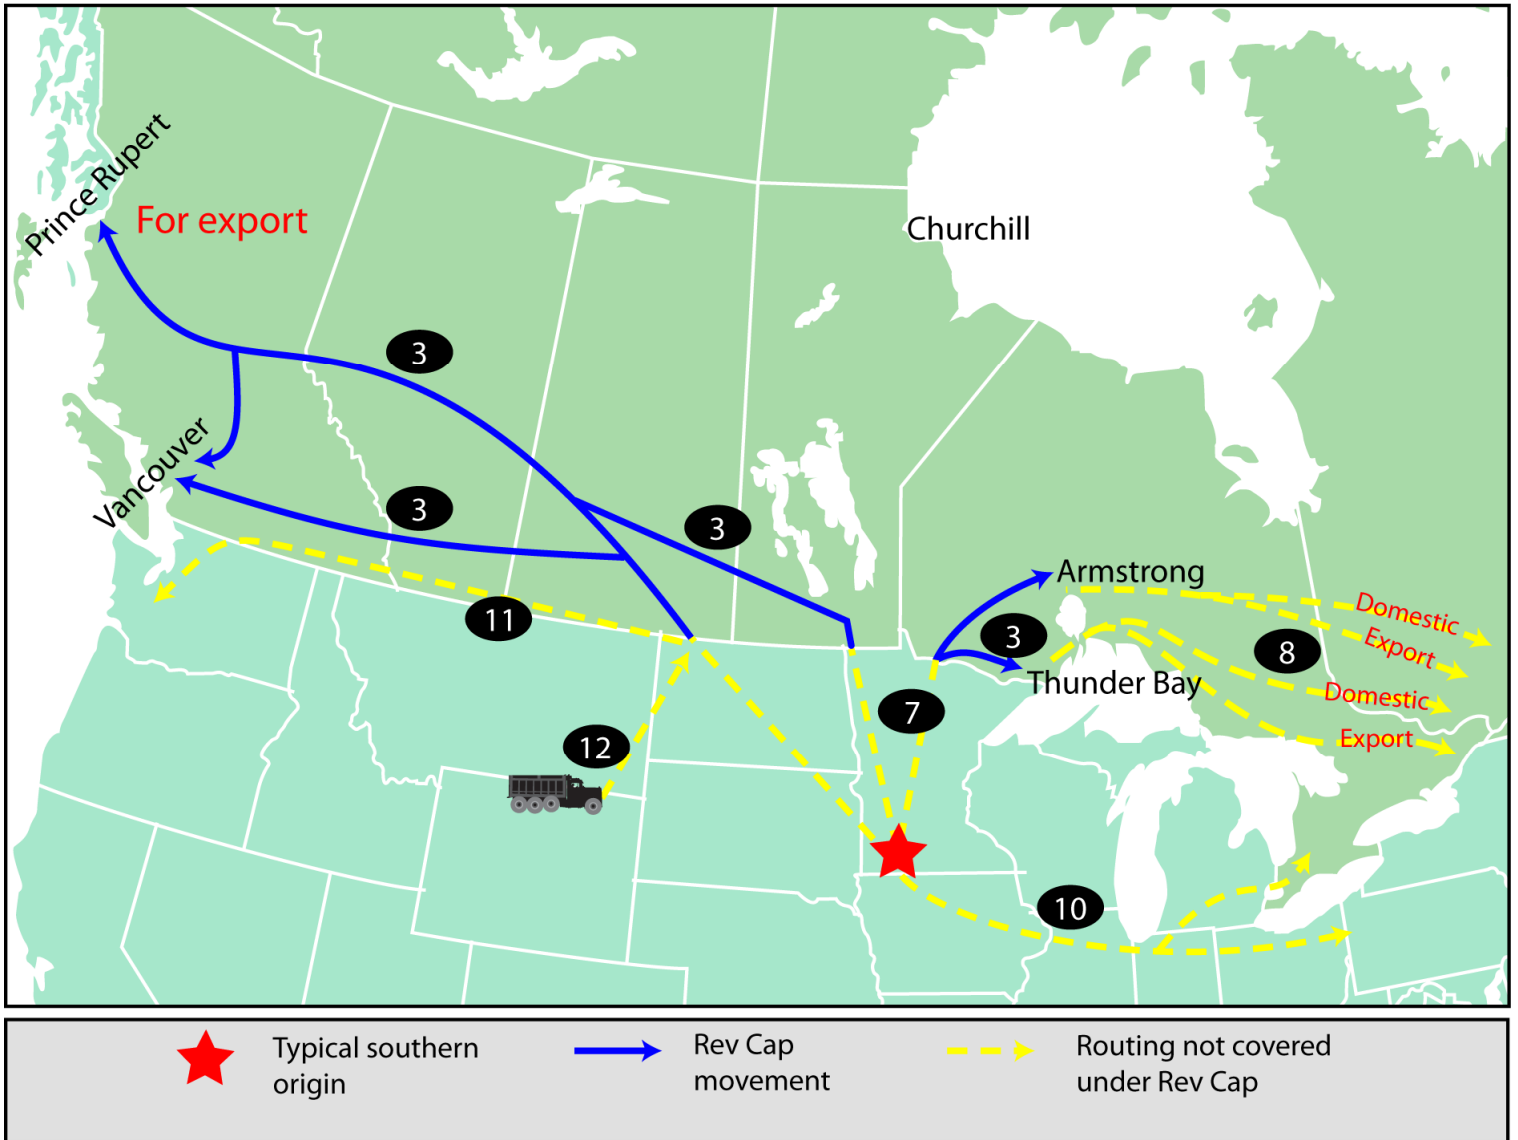 Prince Rupert
For export
Churchill
3
Vancouver
3
3
Armstrong
Domestic
11
3
8
Export
Thunder Bay
Domestic
7
12
Export
10
Typical southern
origin
Rev Cap
movement
Routing not covered
under Rev Cap